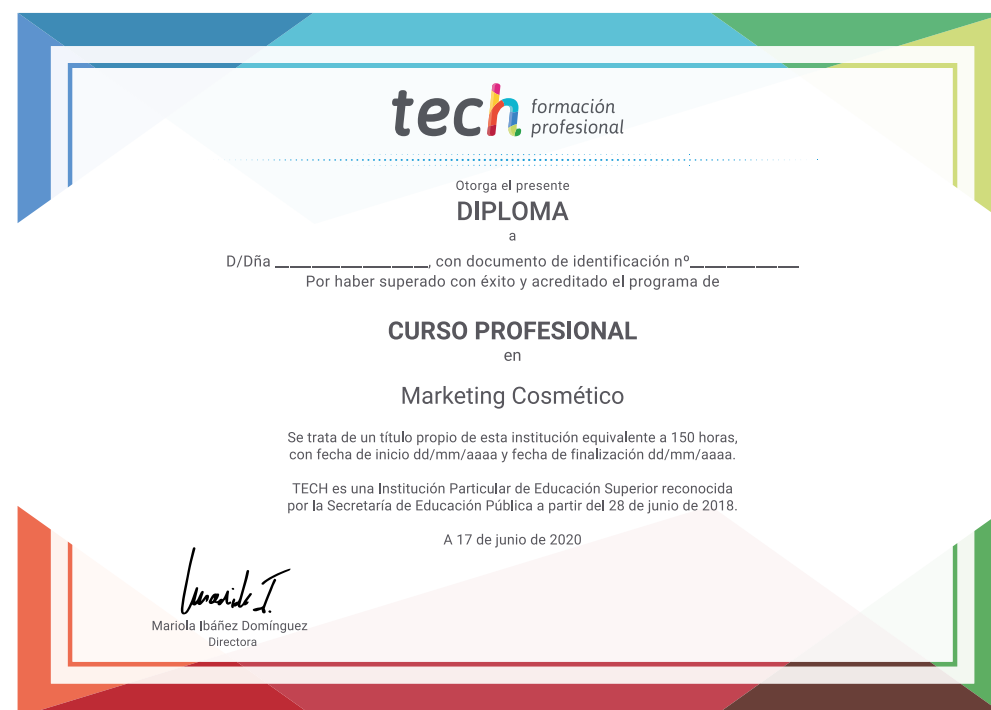 tech formación
profesional
Otorga el presente
DIPLOMA
a
D/Dña ____________________, con documento de identificación nº______________
Por haber superado con éxito y acreditado el programa de
CURSO PROFESIONAL
en
Marketing Cosmético
Se trata de un título propio de esta institución equivalente a 150 horas,
con fecha de inicio dd/mm/aaaa y fecha de finalización dd/mm/aaaa.
TECH es una Institución Particular de Educación Superior reconocida
por la Secretaría de Educación Pública a partir del 28 de junio de 2018.
A 17 de junio de 2020
Mariola Ibáñez Domínguez
Directora